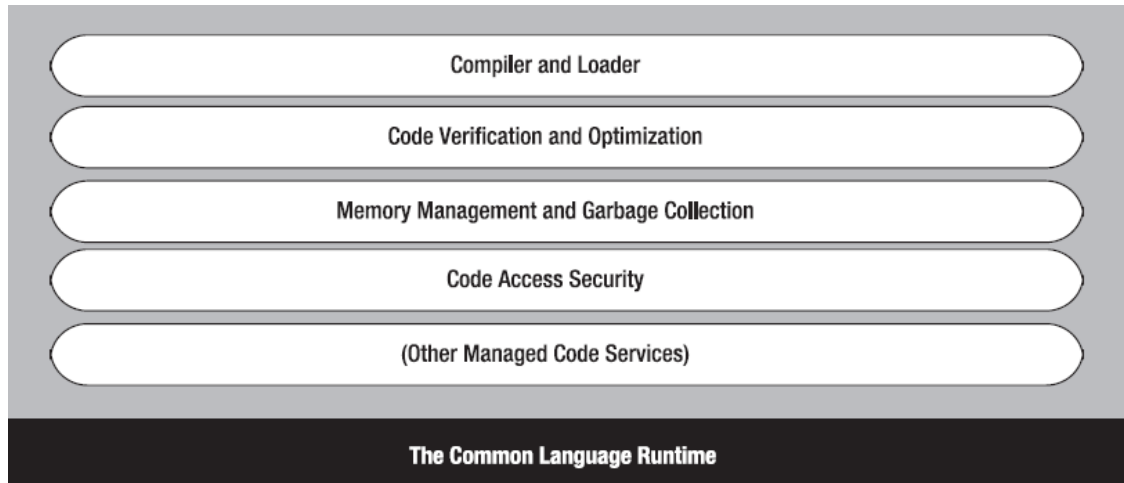 Compiler and Loader
Code Verification and Optimization
Memory Management and Garbage Collection
Code Access Security
(Other Managed Code Services)
The Common Language Runtime